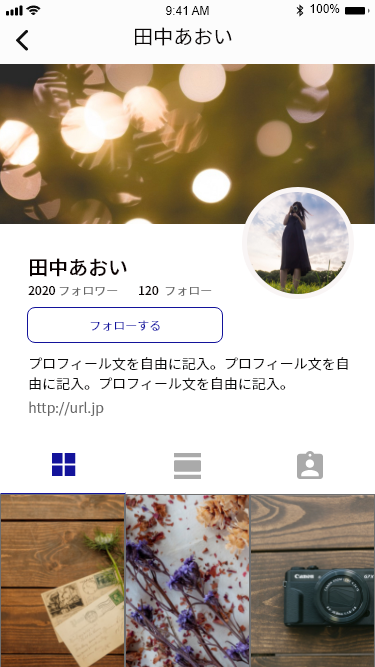 9:41 AM 100%
田中あおい
田中あおい
2020 フォロワー 120 フォロー
フォローする
プロフィール文を自由に記入。プロフィール文を自
由に記入。プロフィール文を自由に記入。
http://url.jp
Canon